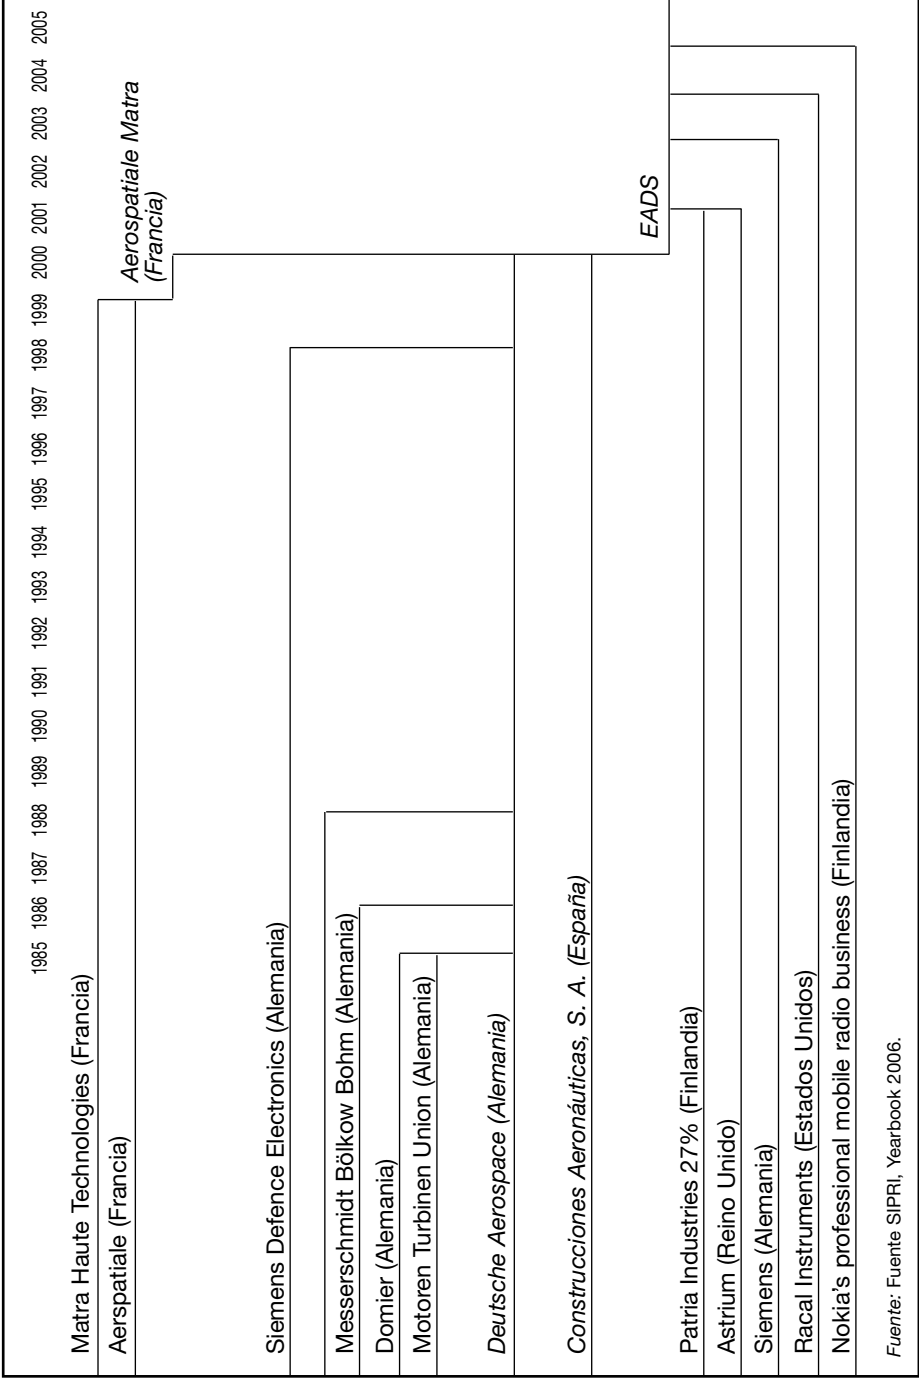 1985 1986 1987 1988 1989 1990 1991 1992 1993 1994 1995 1996 1997 1998 1999 2000 2001 2002 2003 2004 2005
Matra Haute Technologies (Francia)
Aerspatiale (Francia)
Aerospatiale Matra
(Francia)
Siemens Defence Electronics (Alemania)
Messerschmidt Bölkow Bohm (Alemania)
Domier (Alemania)
Motoren Turbinen Union (Alemania)
Deutsche Aerospace (Alemania)
Construcciones Aeronáuticas, S. A. (España)
EADS
Patria Industries 27% (Finlandia)
Astrium (Reino Unido)
Siemens (Alemania)
Racal Instruments (Estados Unidos)
Nokia's professional mobile radio business (Finlandia)
Fuente: Fuente SIPRI, Yearbook 2006.